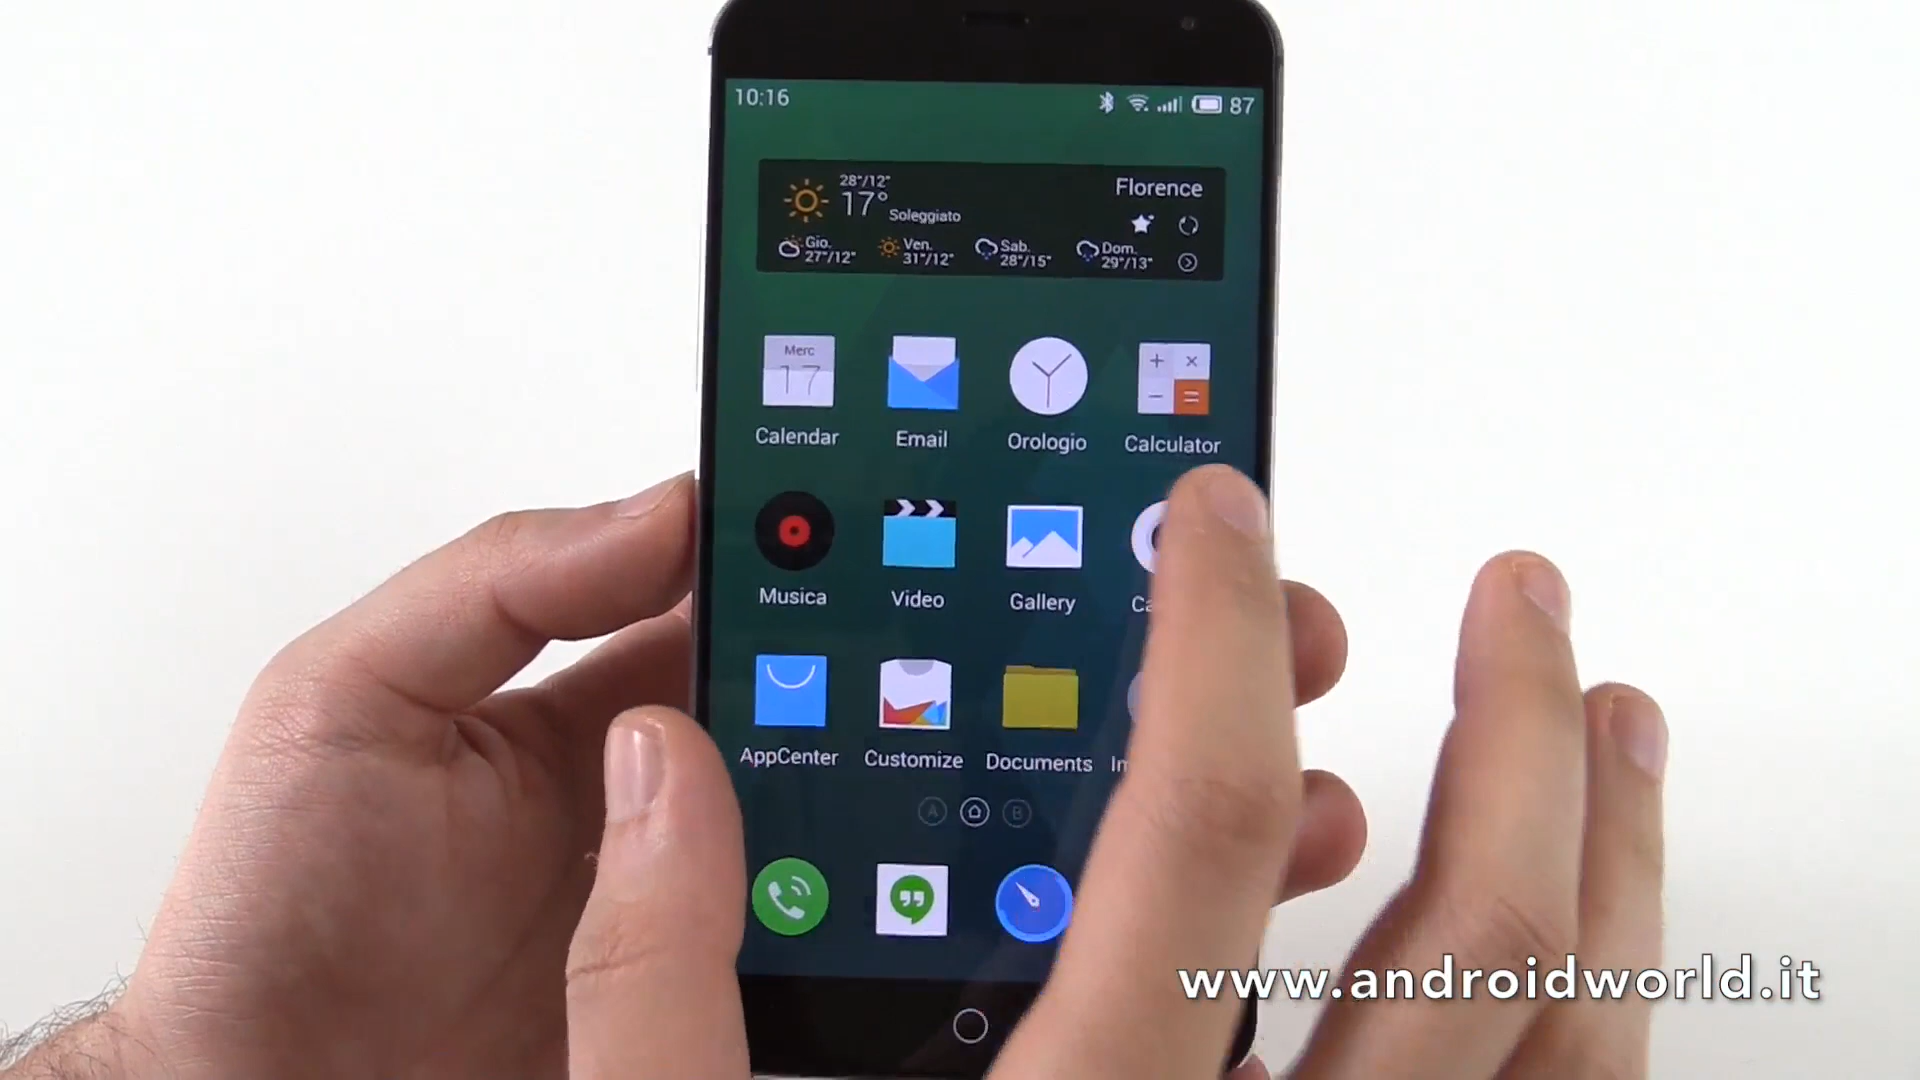 10:16
87
28°/12°
17°
Soleggiato
Florence
Gio.
27°/12°
Ven.
31°/12°
Sab.
28°/15°
Dom.
29°/13°
Merc
17
Calendar
Email
Orologio
Calculator
Musica
Video
Gallery
Ca
AppCenter
Customize
Documents
A
B
www.androidworld.it